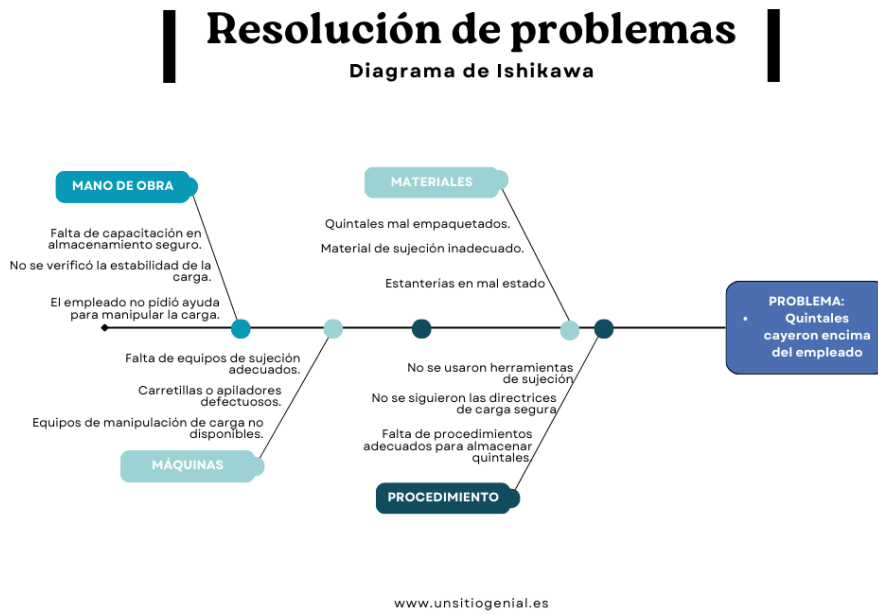 Resolución de problemas
Diagrama de Ishikawa
MANO DE OBRA
Falta de capacitación en
almacenamiento seguro.
No se verificó la estabilidad de la
carga.
El empleado no pidió ayuda
para manipular la carga.
MATERIALES
Quintales mal empaquetados.
Material de sujeción inadecuado.
Estanterías en mal estado
PROBLEMA:
• Quintales
cayeron encima
del empleado
Falta de equipos de sujeción
adecuados.
Carretillas o apiladores
defectuosos.
Equipos de manipulación de carga no
disponibles.
MÁQUINAS
No se usaron herramientas
de sujeción
No se siguieron las directrices
de carga segura
Falta de procedimientos
adecuados para almacenar
quintales.
PROCEDIMIENTO
www.unsitiogenial.es